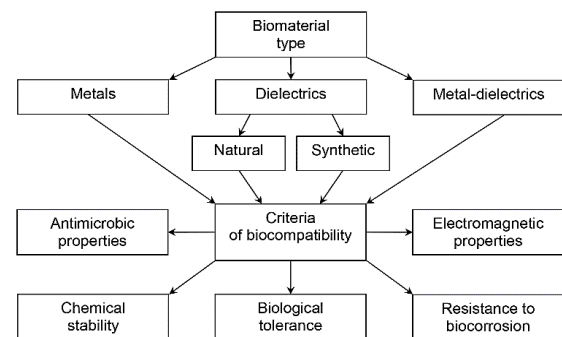 Biomaterial
type
Metals
Dielectrics
Metal-dielectrics
Natural
Synthetic
Antimicrobic
properties
Criteria
of biocompatibility
Electromagnetic
properties
Chemical
stability
Biological
tolerance
Resistance to
biocorrosion